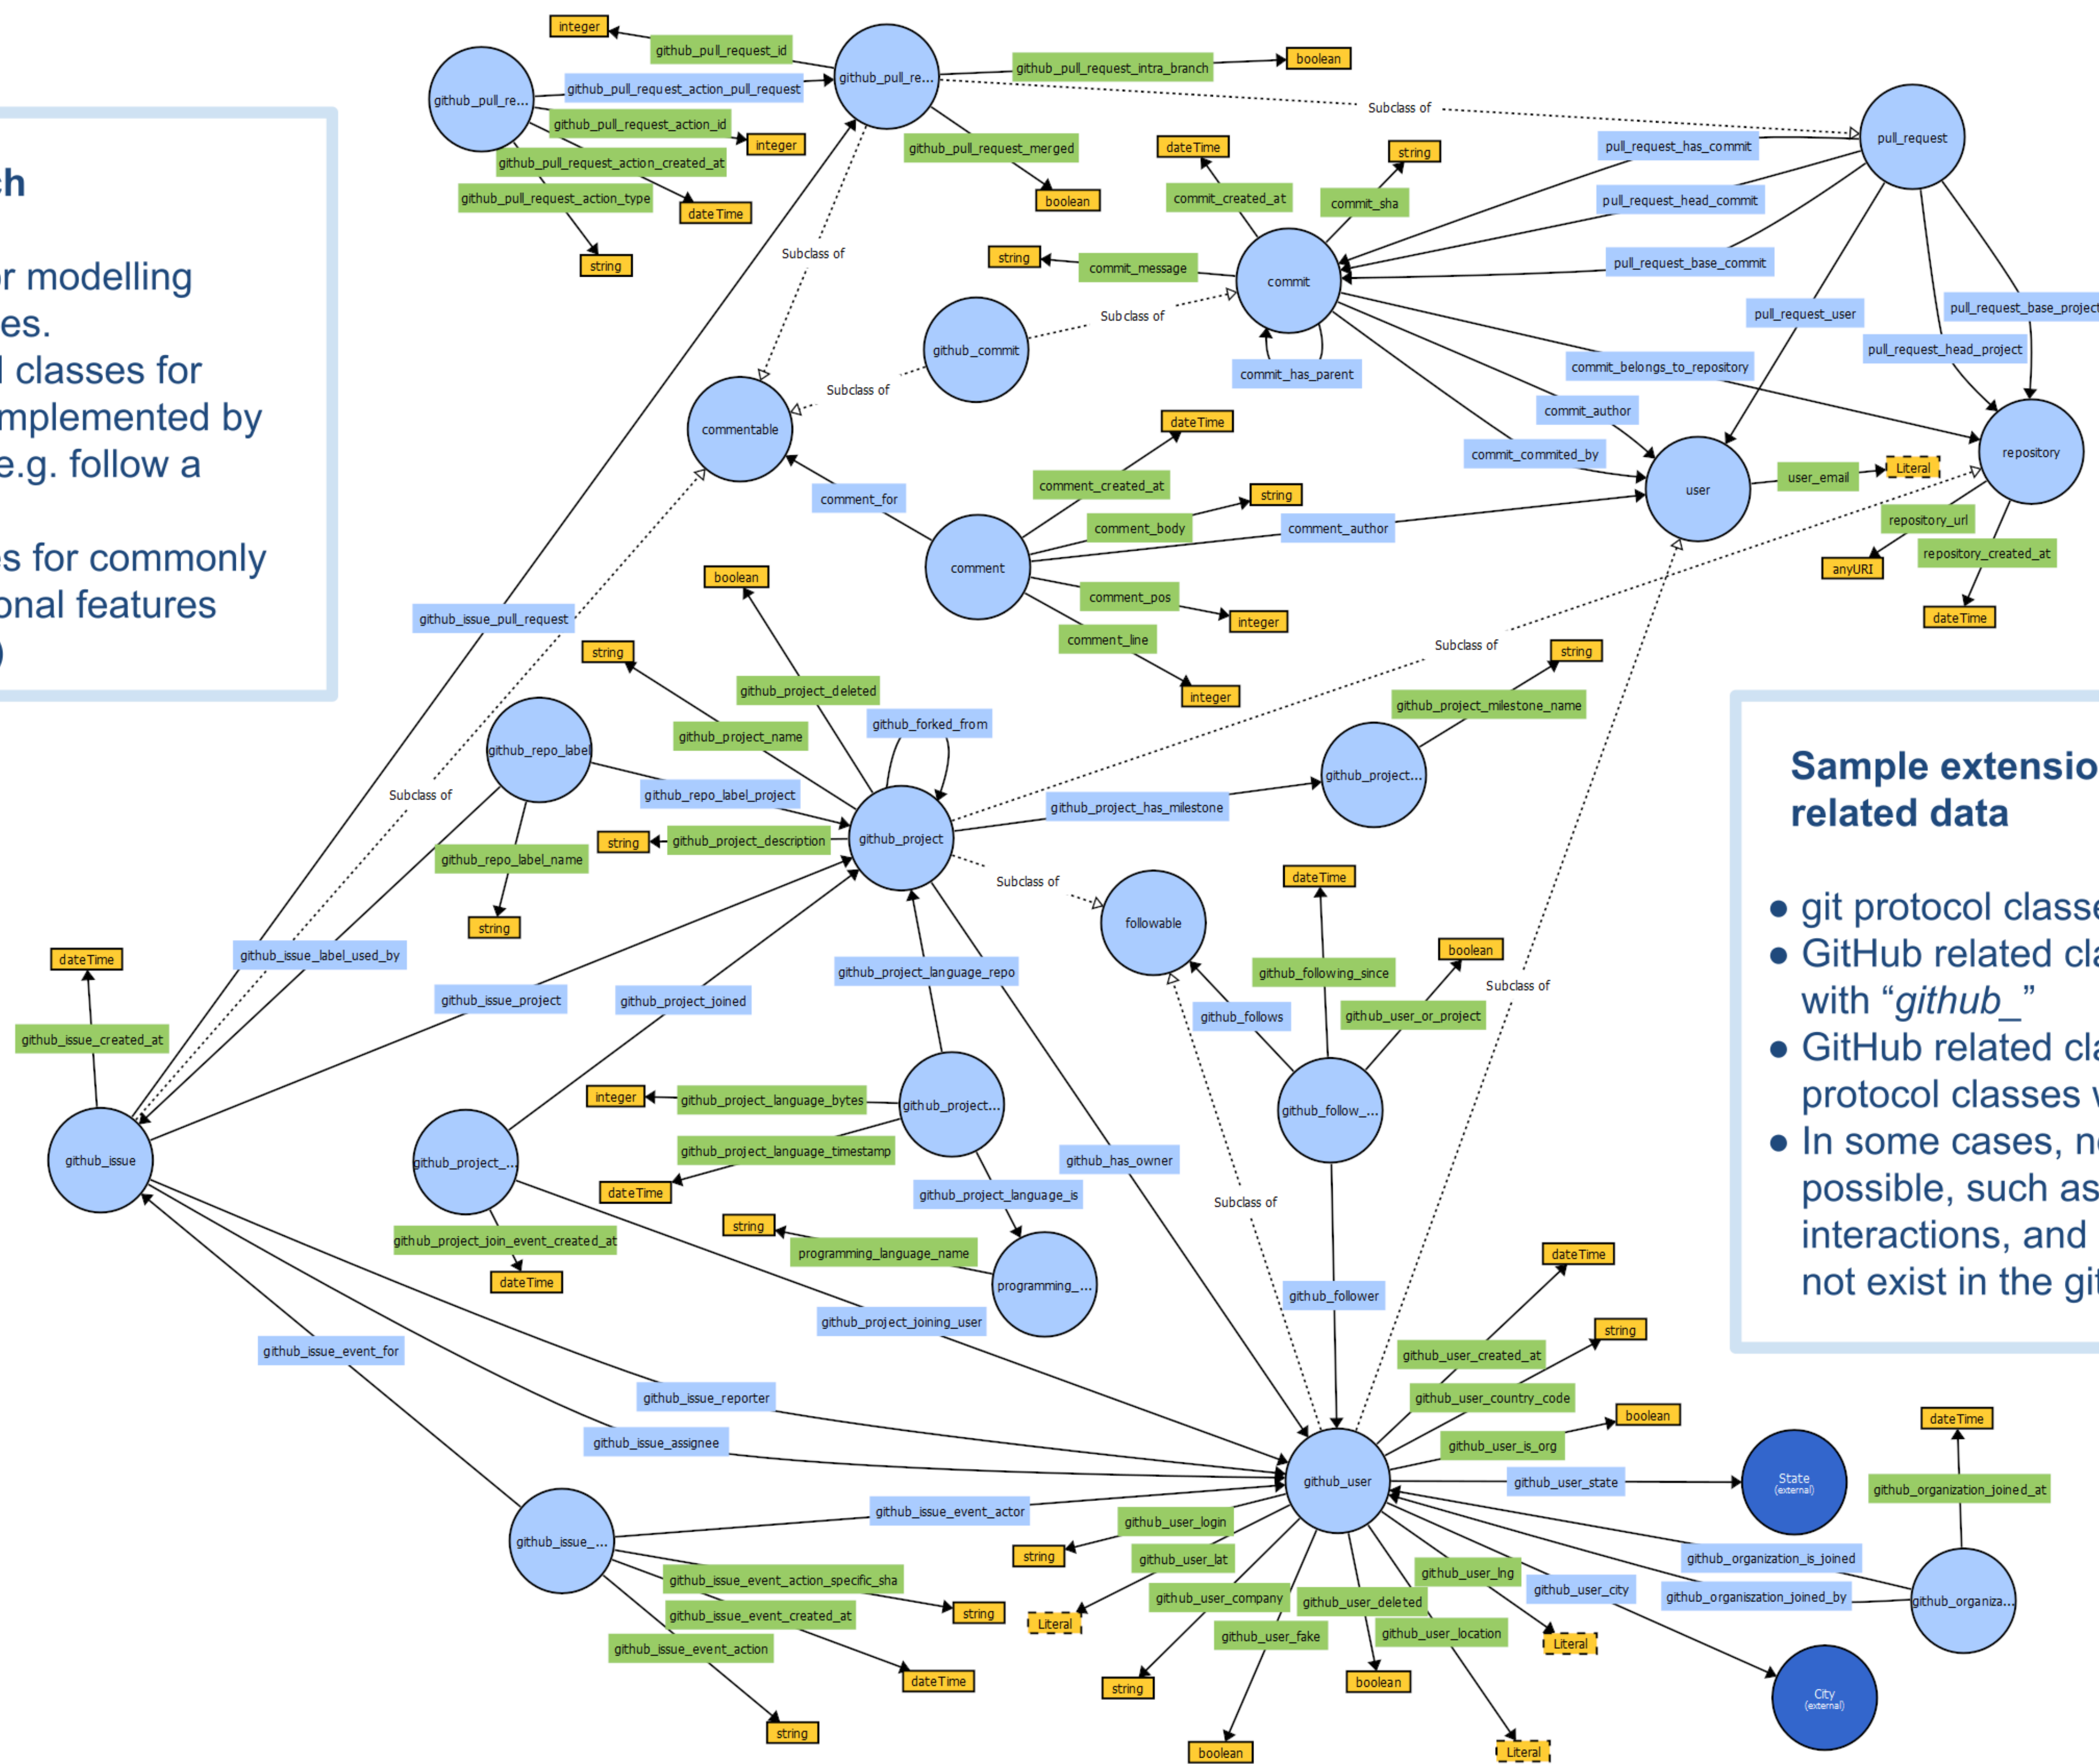 ch
or modelling
es.
l classes for
mplemented by
e.g. follow a
es for commonly
onal features
)
integer
github_pull_request_id
github_pull_re...
github_pull_request_action_pull_request
github_pull_re...
github_pull_request_intra_branch
boolean
github_pull_request_action_id
integer
github_pull_request_action_created_at
dateTime
github_pull_request_action_type
string
github_pull_request_merged
boolean
Subclass of
pull_request
Subclass of
dateTime
string
commit_created_at
commit_sha
string
commit_message
commit
pull_request_has_commit
pull_request_head_commit
pull_request_base_commit
Subclass of
github_commit
Subclass of
commit_has_parent
pull_request_user
pull_request_base_project
pull_request_head_project
commit_belongs_to_repository
commit_author
commit_commited_by
commentable
dateTime
comment_created_at
string
comment_for
comment_body
comment_author
comment
comment_pos
integer
comment_line
integer
user
user_email
Literal
repository
repository_url
anyURI
repository_created_at
dateTime
boolean
github_issue_pull_request
string
github_project_deleted
github_forked_from
github_project_name
Subclass of
string
github_project_milestone_name
github_repo_label
github_repo_label_project
github_project
github_project_has_milestone
github_project...
Subclass of
string
github_project_description
github_repo_label_name
string
Subclass of
followable
dateTime
boolean
github_following_since
github_follows
github_user_or_project
Subclass of
dateTime
github_issue_label_used_by
github_issue_created_at
github_issue_project
github_project_joined
github_project_language_repo
github_issue
integer
github_project_language_bytes
github_project...
github_follow_...
github_project_language_timestamp
dateTime
github_project_...
github_has_owner
github_project_language_is
Subclass of
string
programming_language_name
programming_...
github_project_join_event_created_at
dateTime
github_project_joining_user
github_follower
github_issue_event_for
github_issue_reporter
github_issue_assignee
dateTime
string
github_user_created_at
github_user_country_code
boolean
github_user_is_org
github_user
github_user_state
State
(external)
dateTime
github_organization_joined_at
github_issue_event_actor
github_issue_...
github_user_login
string
github_user_lat
Literal
github_user_company
string
github_user_fake
boolean
github_user_deleted
boolean
github_user_location
Literal
github_user_lng
Literal
github_user_city
City
(external)
github_organization_is_joined
github_organiszation_joined_by
github_organiza...
github_issue_event_action_specific_sha
string
github_issue_event_created_at
dateTime
github_issue_event_action
string
Sample extensio
related data
● git protocol classe
● GitHub related cla
with “github_”
● GitHub related cla
protocol classes w
● In some cases, ne
possible, such as
interactions, and
not exist in the git